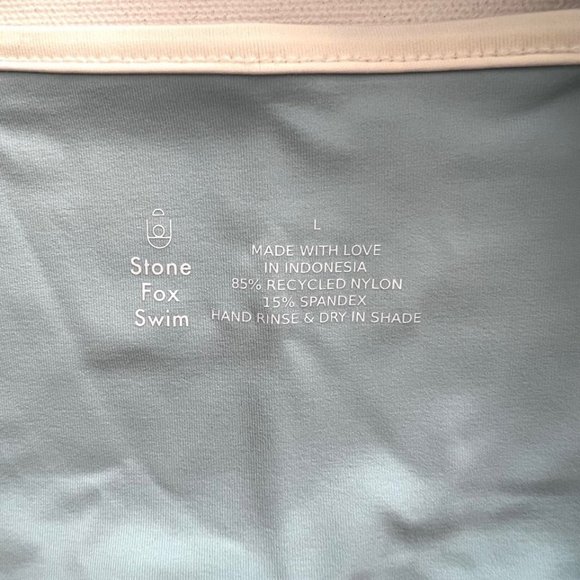 Stone
Fox
Swim
L
MADE WITH LOVE
IN INDONESIA
85% RECYCLED NYLON
15% SPANDEX
HAND RINSE & DRY IN SHADE